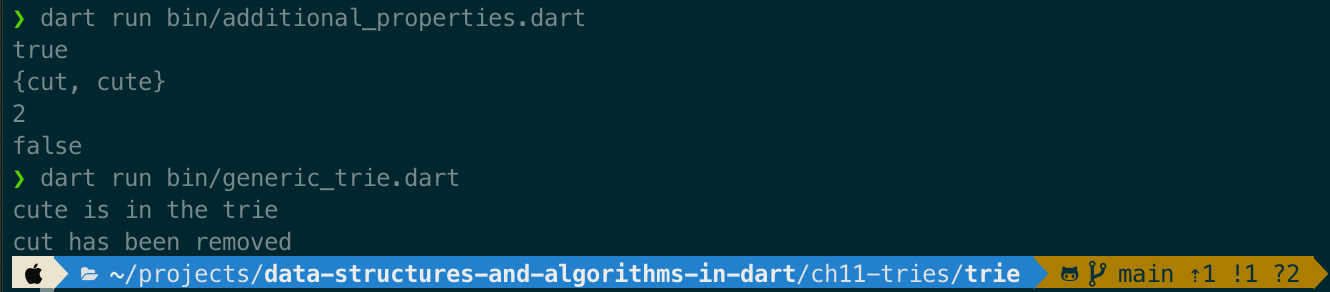 ❯ dart run bin/additional_properties.dart
true
{cut, cute}
2
false
❯ dart run bin/generic_trie.dart
cute is in the trie
cut has been removed
~/projects/data-structures-and-algorithms-in-dart/ch11-tries/trie main ⇡1 !1 ?2